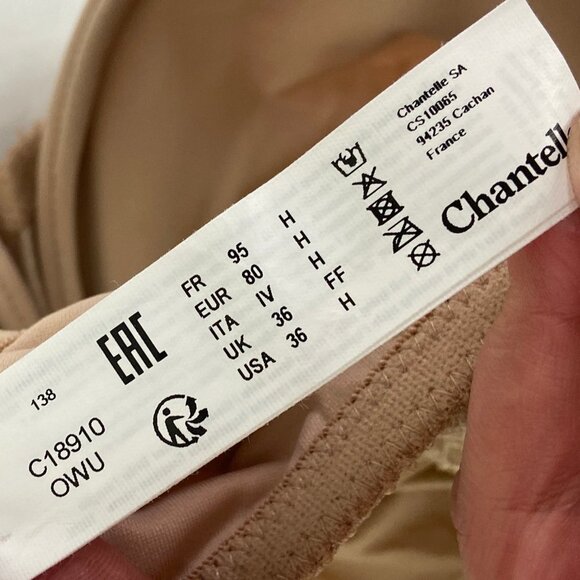 Chantelle SA
CS10065
94235 Cachan
France
Chantelle
FR 95 H
EUR 80 H
ITA IV H
UK 36 FF
USA 36 H
EAC
138
C18910
OWU